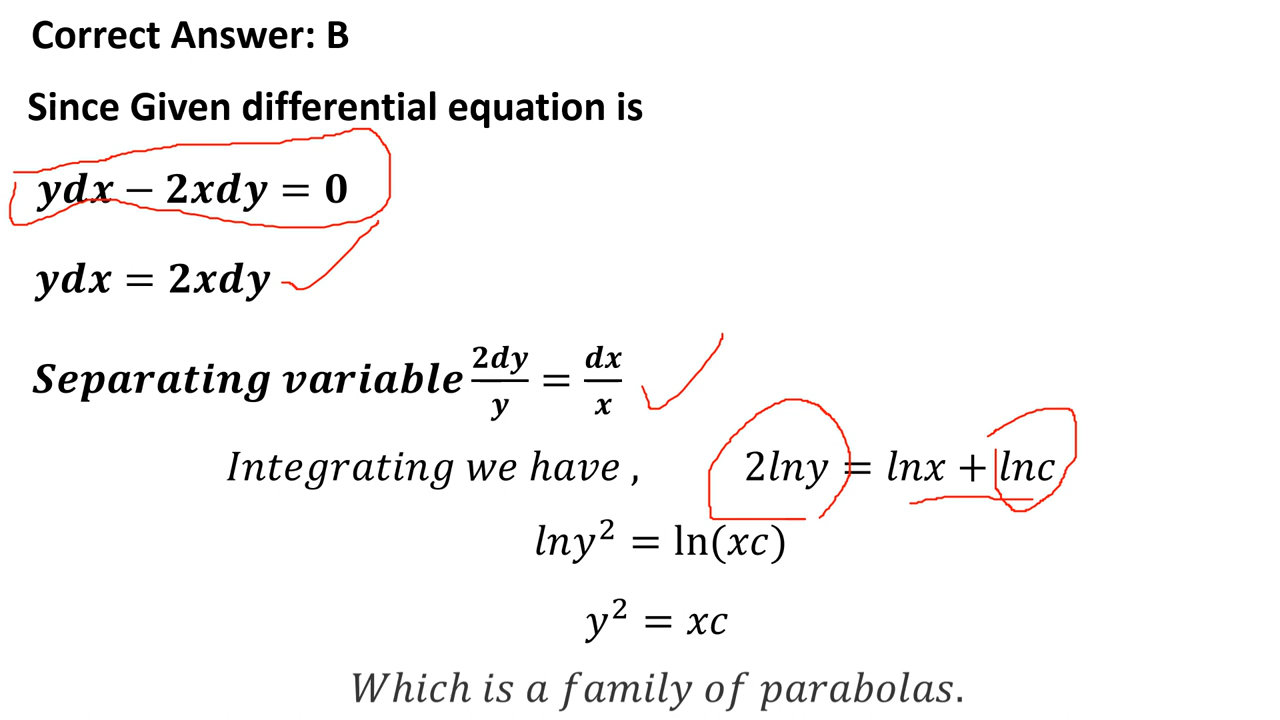 Correct Answer: B
Since Given differential equation is
ydx − 2xdy = 0
ydx = 2xdy
Separating variable 2dy/y = dx/x
Integrating we have , 2lny = lnx + lnc
lny² = ln(xc)
y² = xc
Which is a family of parabolas.